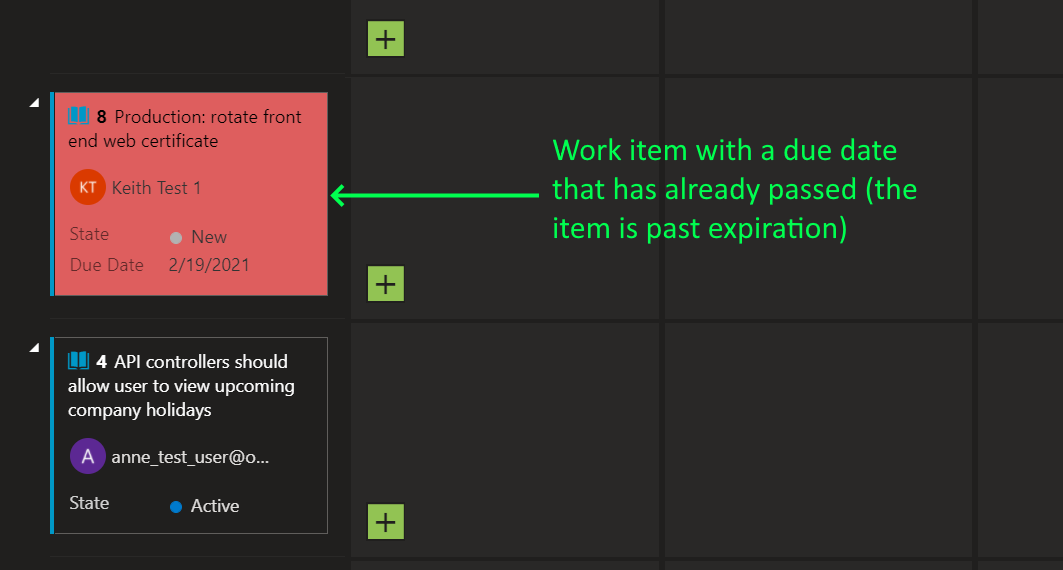 8 Production: rotate front
end web certificate
KT Keith Test 1
State New
Due Date 2/19/2021
Work item with a due date
that has already passed (the
item is past expiration)
4 API controllers should
allow user to view upcoming
company holidays
A anne_test_user@o...
State Active